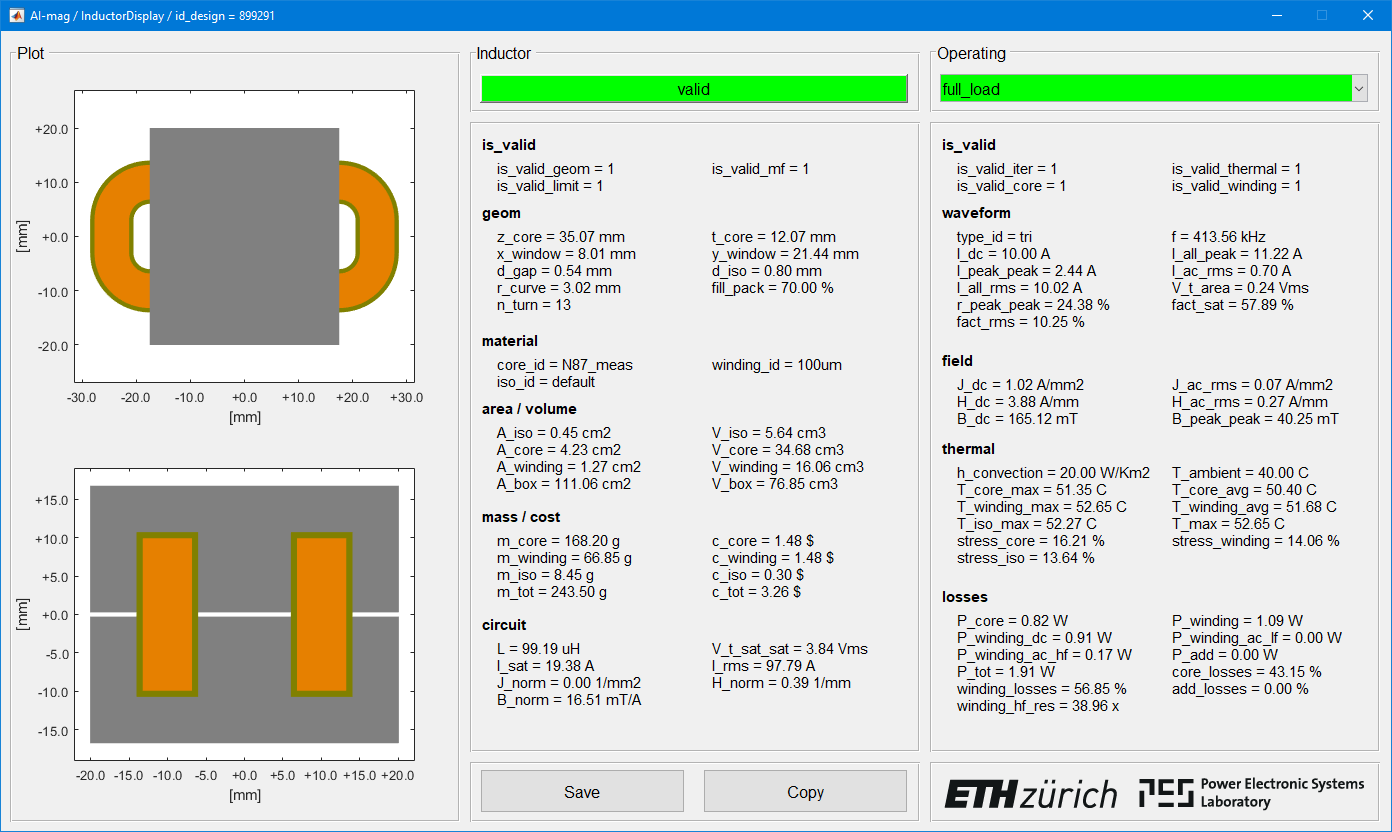 AI-mag / InductorDisplay / id_design = 899291
Plot
+20.0
+10.0
+0.0
-10.0
-20.0
[mm]
-30.0 -20.0 -10.0 +0.0 +10.0 +20.0 +30.0
[mm]
+15.0
+10.0
+5.0
+0.0
-5.0
-10.0
-15.0
[mm]
-20.0 -15.0 -10.0 -5.0 +0.0 +5.0 +10.0 +15.0 +20.0
[mm]
Inductor
valid
is_valid
is_valid_geom = 1 is_valid_mf = 1
is_valid_limit = 1
geom
z_core = 35.07 mm t_core = 12.07 mm
x_window = 8.01 mm y_window = 21.44 mm
d_gap = 0.54 mm d_iso = 0.80 mm
r_curve = 3.02 mm fill_pack = 70.00 %
n_turn = 13
material
core_id = N87_meas winding_id = 100um
iso_id = default
area / volume
A_iso = 0.45 cm2 V_iso = 5.64 cm3
A_core = 4.23 cm2 V_core = 34.68 cm3
A_winding = 1.27 cm2 V_winding = 16.06 cm3
A_box = 111.06 cm2 V_box = 76.85 cm3
mass / cost
m_core = 168.20 g c_core = 1.48 $
m_winding = 66.85 g c_winding = 1.48 $
m_iso = 8.45 g c_iso = 0.30 $
m_tot = 243.50 g c_tot = 3.26 $
circuit
L = 99.19 uH V_t_sat_sat = 3.84 Vms
I_sat = 19.38 A I_rms = 97.79 A
J_norm = 0.00 1/mm2 H_norm = 0.39 1/mm
B_norm = 16.51 mT/A
Save
Copy
Operating
full_load
is_valid
is_valid_iter = 1 is_valid_thermal = 1
is_valid_core = 1 is_valid_winding = 1
waveform
type_id = tri f = 413.56 kHz
I_dc = 10.00 A I_all_peak = 11.22 A
I_peak_peak = 2.44 A I_ac_rms = 0.70 A
I_all_rms = 10.02 A V_t_area = 0.24 Vms
r_peak_peak = 24.38 % fact_sat = 57.89 %
fact_rms = 10.25 %
field
J_dc = 1.02 A/mm2 J_ac_rms = 0.07 A/mm2
H_dc = 3.88 A/mm H_ac_rms = 0.27 A/mm
B_dc = 165.12 mT B_peak_peak = 40.25 mT
thermal
h_convection = 20.00 W/Km2 T_ambient = 40.00 C
T_core_max = 51.35 C T_core_avg = 50.40 C
T_winding_max = 52.65 C T_winding_avg = 51.68 C
T_iso_max = 52.27 C T_max = 52.65 C
stress_core = 16.21 % stress_winding = 14.06 %
stress_iso = 13.64 %
losses
P_core = 0.82 W P_winding = 1.09 W
P_winding_dc = 0.91 W P_winding_ac_lf = 0.00 W
P_winding_ac_hf = 0.17 W P_add = 0.00 W
P_tot = 1.91 W core_losses = 43.15 %
winding_losses = 56.85 % add_losses = 0.00 %
winding_hf_res = 38.96 x
ETH zürich
PES Power Electronic Systems
Laboratory